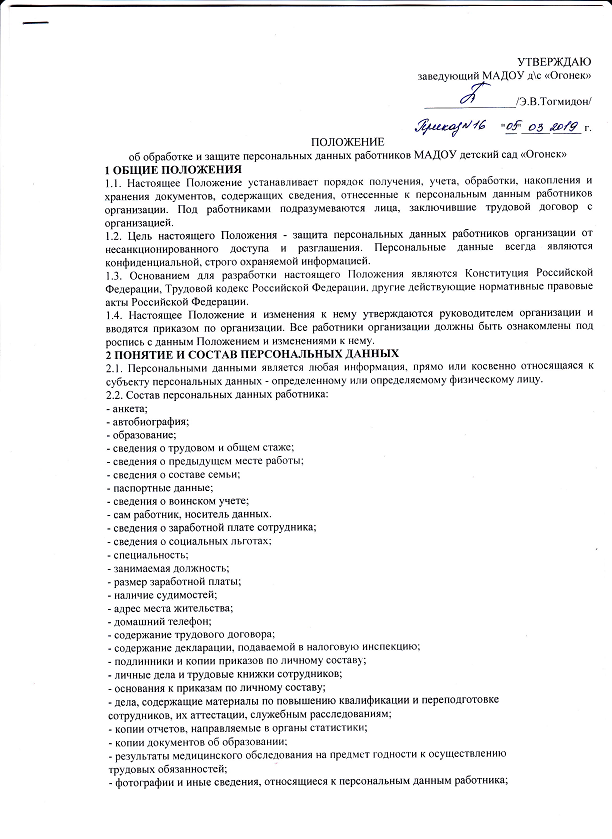 УТВЕРЖДАЮ
заведующий МАДОУ д\с «Огонек»
/Э.В.Тогмидон/
Приказ №16 "05 03 2019 г.
ПОЛОЖЕНИЕ
об обработке и защите персональных данных работников МАДОУ детский сад «Огонек»
1 ОБЩИЕ ПОЛОЖЕНИЯ
1.1. Настоящее Положение устанавливает порядок получения, учета, обработки, накопления и
хранения документов, содержащих сведения, отнесенные к персональным данным работников
организации. Под работниками подразумеваются лица, заключившие трудовой договор с
организацией.
1.2. Цель настоящего Положения - защита персональных данных работников организации от
несанкционированного доступа и разглашения. Персональные данные всегда являются
конфиденциальной, строго охраняемой информацией.
1.3. Основанием для разработки настоящего Положения являются Конституция Российской
Федерации, Трудовой кодекс Российской Федерации. другие действующие нормативные правовые
акты Российской Федерации.
1.4. Настоящее Положение и изменения к нему утверждаются руководителем организации и
вводятся приказом по организации. Все работники организации должны быть ознакомлены под
роспись с данным Положением и изменениями к нему.
2 ПОНЯТИЕ И СОСТАВ ПЕРСОНАЛЬНЫХ ДАННЫХ
2.1. Персональными данными является любая информация, прямо или косвенно относящаяся к
субъекту персональных данных - определенному или определяемому физическому лицу.
2.2. Состав персональных данных работника:
- анкета;
- автобиография;
- образование;
- сведения о трудовом и общем стаже;
- сведения о предыдущем месте работы;
- сведения о составе семьи;
- паспортные данные;
- сведения о воинском учете;
- сам работник, носитель данных.
- сведения о заработной плате сотрудника;
- сведения о социальных льготах;
- специальность;
- занимаемая должность;
- размер заработной платы;
- наличие судимостей;
- адрес места жительства;
- домашний телефон;
- содержание трудового договора;
- содержание декларации, подаваемой в налоговую инспекцию;
- подлинники и копии приказов по личному составу;
- личные дела и трудовые книжки сотрудников;
- основания к приказам по личному составу;
- дела, содержащие материалы по повышению квалификации и переподготовке
сотрудников, их аттестации, служебным расследованиям;
- копии отчетов, направляемые в органы статистики;
- копии документов об образовании;
- результаты медицинского обследования на предмет годности к осуществлению
трудовых обязанностей;
- фотографии и иные сведения, относящиеся к персональным данным работника;